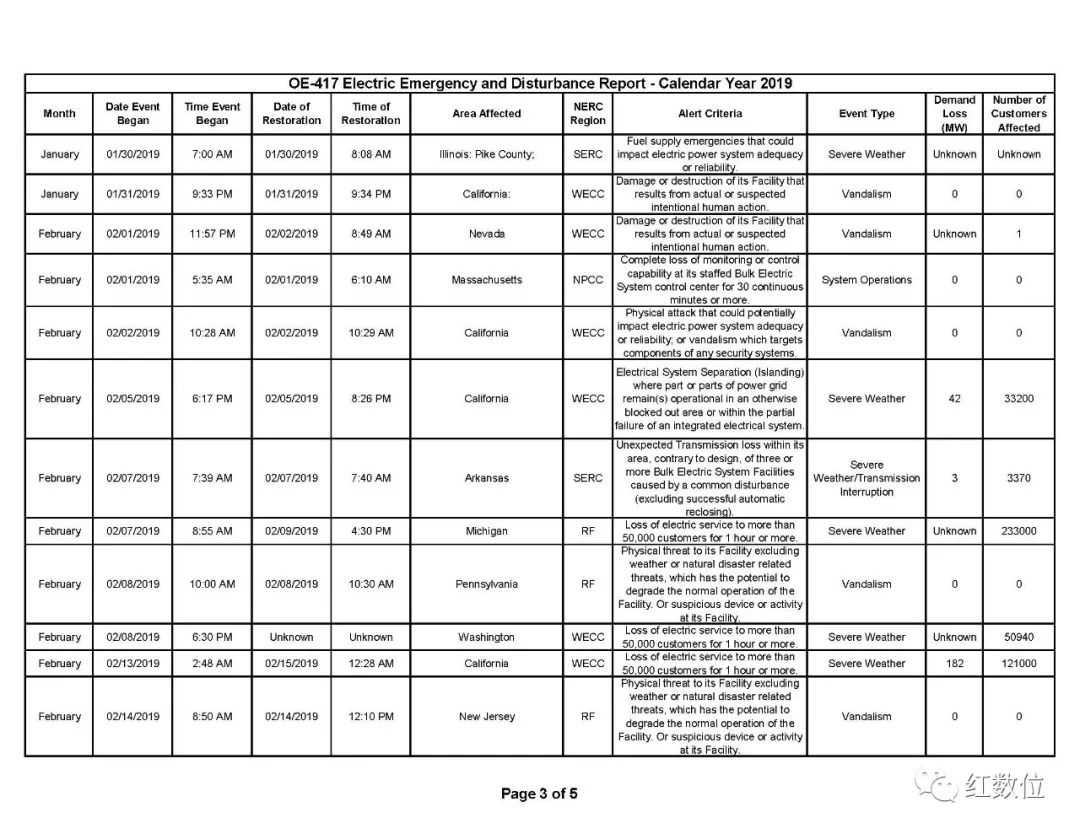 OE-417 Electric Emergency and Disturbance Report - Calendar Year 2019
Month Date Event Began Time Event Began Date of Restoration Time of Restoration Area Affected NERC Region Alert Criteria Event Type Demand Loss (MW) Number of Customers Affected
January 01/30/2019 7:00 AM 01/30/2019 8:08 AM Illinois: Pike County; SERC Fuel supply emergencies that could impact electric power system adequacy or reliability. Severe Weather Unknown Unknown
January 01/31/2019 9:33 PM 01/31/2019 9:34 PM California: WECC Damage or destruction of its Facility that results from actual or suspected intentional human action. Vandalism 0 0
February 02/01/2019 11:57 PM 02/02/2019 8:49 AM Nevada WECC Damage or destruction of its Facility that results from actual or suspected intentional human action. Vandalism Unknown 1
February 02/01/2019 5:35 AM 02/01/2019 6:10 AM Massachusetts NPCC Complete loss of monitoring or control capability at its staffed Bulk Electric System control center for 30 continuous minutes or more. System Operations 0 0
February 02/02/2019 10:28 AM 02/02/2019 10:29 AM California WECC Physical attack that could potentially impact electric power system adequacy or reliability; or vandalism which targets components of any security systems. Vandalism 0 0
February 02/05/2019 6:17 PM 02/05/2019 8:26 PM California WECC Electrical System Separation (Islanding) where part or parts of power grid remain(s) operational in an otherwise blocked out area or within the partial failure of an integrated electrical system. Severe Weather 42 33200
February 02/07/2019 7:39 AM 02/07/2019 7:40 AM Arkansas SERC Unexpected Transmission loss within its area, contrary to design, of three or more Bulk Electric System Facilities caused by a common disturbance (excluding successful automatic reclosing). Severe Weather/Transmission Interruption 3 3370
February 02/07/2019 8:55 AM 02/09/2019 4:30 PM Michigan RF Loss of electric service to more than 50,000 customers for 1 hour or more. Severe Weather Unknown 233000
February 02/08/2019 10:00 AM 02/08/2019 10:30 AM Pennsylvania RF Physical threat to its Facility excluding weather or natural disaster related threats, which has the potential to degrade the normal operation of the Facility. Or suspicious device or activity at its Facility. Vandalism 0 0
February 02/08/2019 6:30 PM Unknown Unknown Washington WECC Loss of electric service to more than 50,000 customers for 1 hour or more. Severe Weather Unknown 50940
February 02/13/2019 2:48 AM 02/15/2019 12:28 AM California WECC Loss of electric service to more than 50,000 customers for 1 hour or more. Severe Weather 182 121000
February 02/14/2019 8:50 AM 02/14/2019 12:10 PM New Jersey RF Physical threat to its Facility excluding weather or natural disaster related threats, which has the potential to degrade the normal operation of the Facility. Or suspicious device or activity at its Facility. Vandalism 0 0
Page 3 of 5
红数位